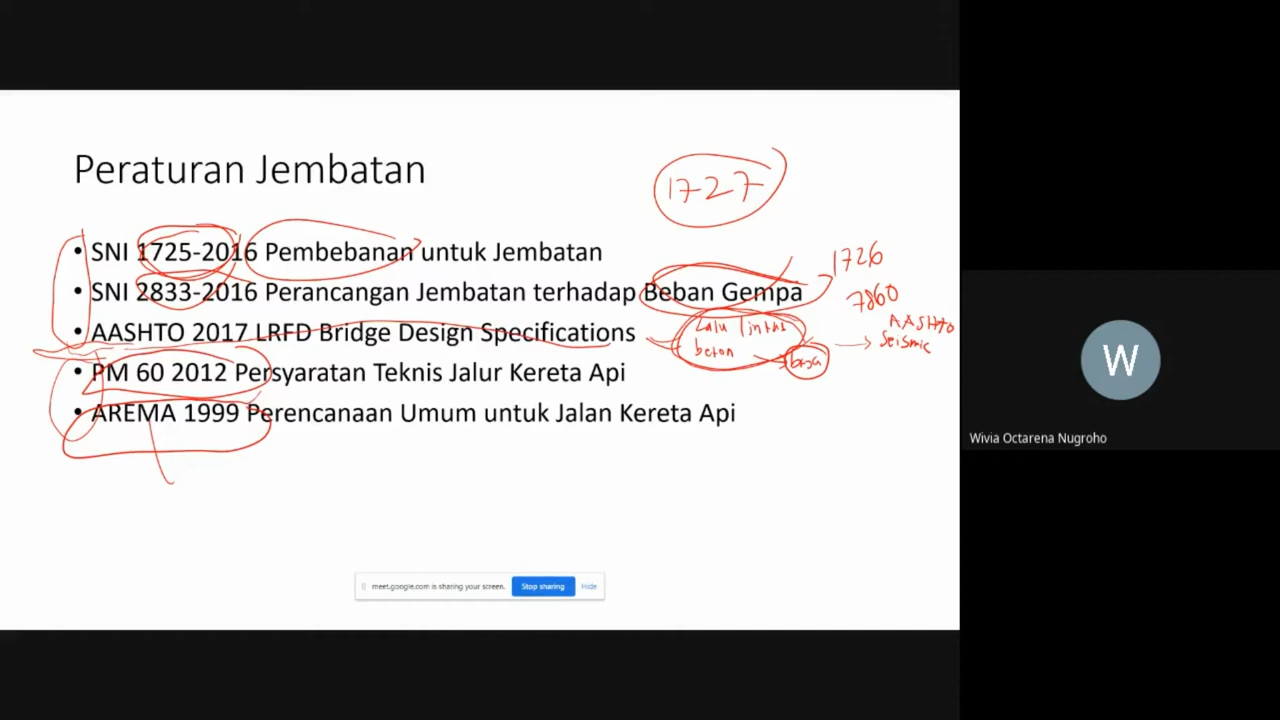 Peraturan Jembatan
1727
• SNI 1725-2016 Pembebanan untuk Jembatan
1726
• SNI 2833-2016 Perancangan Jembatan terhadap Beban Gempa
7860
• AASHTO 2017 LRFD Bridge Design Specifications
Lalu lintas
beton
baja
AASHTO
Seismic
• PM 60 2012 Persyaratan Teknis Jalur Kereta Api
• AREMA 1999 Perencanaan Umum untuk Jalan Kereta Api
W
Wivia Octarena Nugroho
meet.google.com is sharing your screen.
Stop sharing
Hide